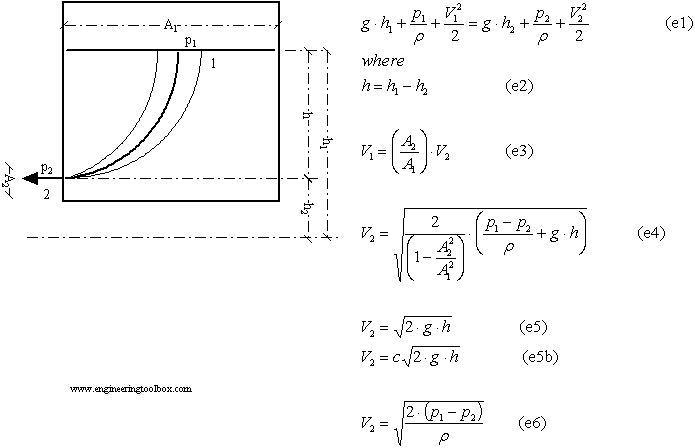 A₁
p₁
1
h
h₁
p₂
A₂
2
h₂
www.engineeringtoolbox.com
g · h₁ + p₁/ρ + V₁²/2 = g · h₂ + p₂/ρ + V₂²/2 (e1)
where
h = h₁ − h₂ (e2)
V₁ = (A₂/A₁) · V₂ (e3)
V₂ = √(2/(1 − A₂²/A₁²) · ((p₁ − p₂)/ρ + g · h)) (e4)
V₂ = √(2 · g · h) (e5)
V₂ = c√(2 · g · h) (e5b)
V₂ = √(2 · (p₁ − p₂)/ρ) (e6)